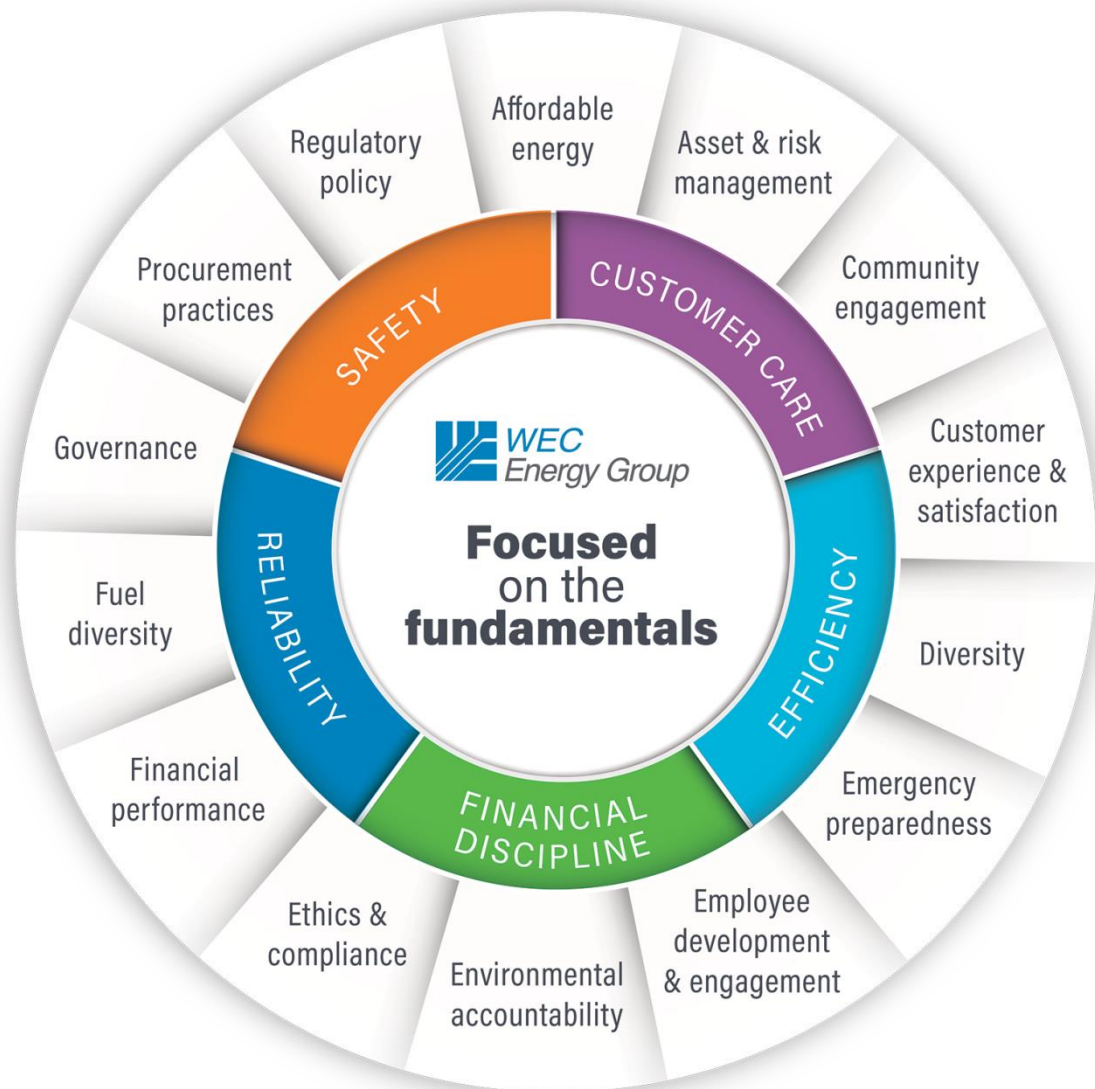 Affordable
energy
Asset & risk
management
Community
engagement
Customer
experience &
satisfaction
Diversity
Emergency
preparedness
Employee
development
& engagement
Environmental
accountability
Ethics &
compliance
Financial
performance
Fuel
diversity
Governance
Procurement
practices
Regulatory
policy
SAFETY
CUSTOMER CARE
EFFICIENCY
FINANCIAL
DISCIPLINE
RELIABILITY
WEC
Energy Group
Focused
on the
fundamentals